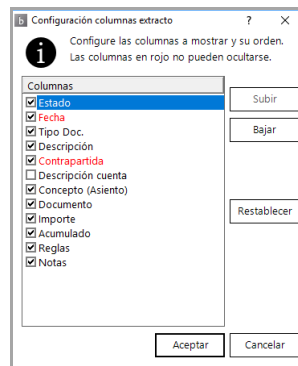 b Configuración columnas extracto ? X
Configure las columnas a mostrar y su orden.
Las columnas en rojo no pueden ocultarse.
Columnas
Estado
Fecha
Tipo Doc.
Descripción
Contrapartida
Descripción cuenta
Concepto (Asiento)
Documento
Importe
Acumulado
Reglas
Notas
Subir
Bajar
Restablecer
Aceptar
Cancelar